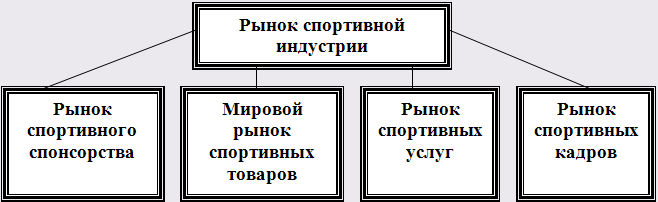 Рынок спортивной
индустрии
Рынок
спортивного
спонсорства
Мировой
рынок
спортивных
товаров
Рынок
спортивных
услуг
Рынок
спортивных
кадров